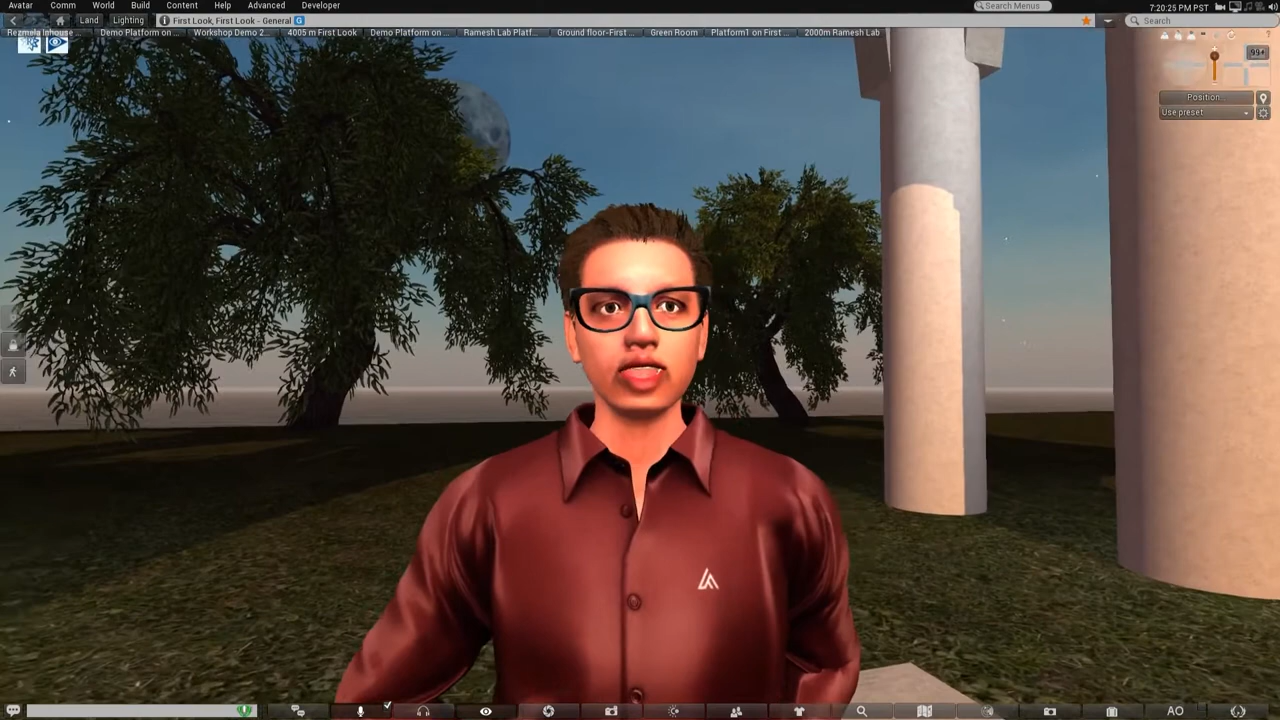 Avatar Comm World Build Content Help Advanced Developer Search Menus 7:20:25 PM PST
Land Lighting First Look, First Look - General G Search
Rezmela Inhouse ... Demo Platform on ... Workshop Demo 2... 4005 m First Look Demo Platform on ... Ramesh Lab Platf... Ground floor-First ... Green Room Platform1 on First ... 2000m Ramesh Lab
99+
Position...
Use preset
AO